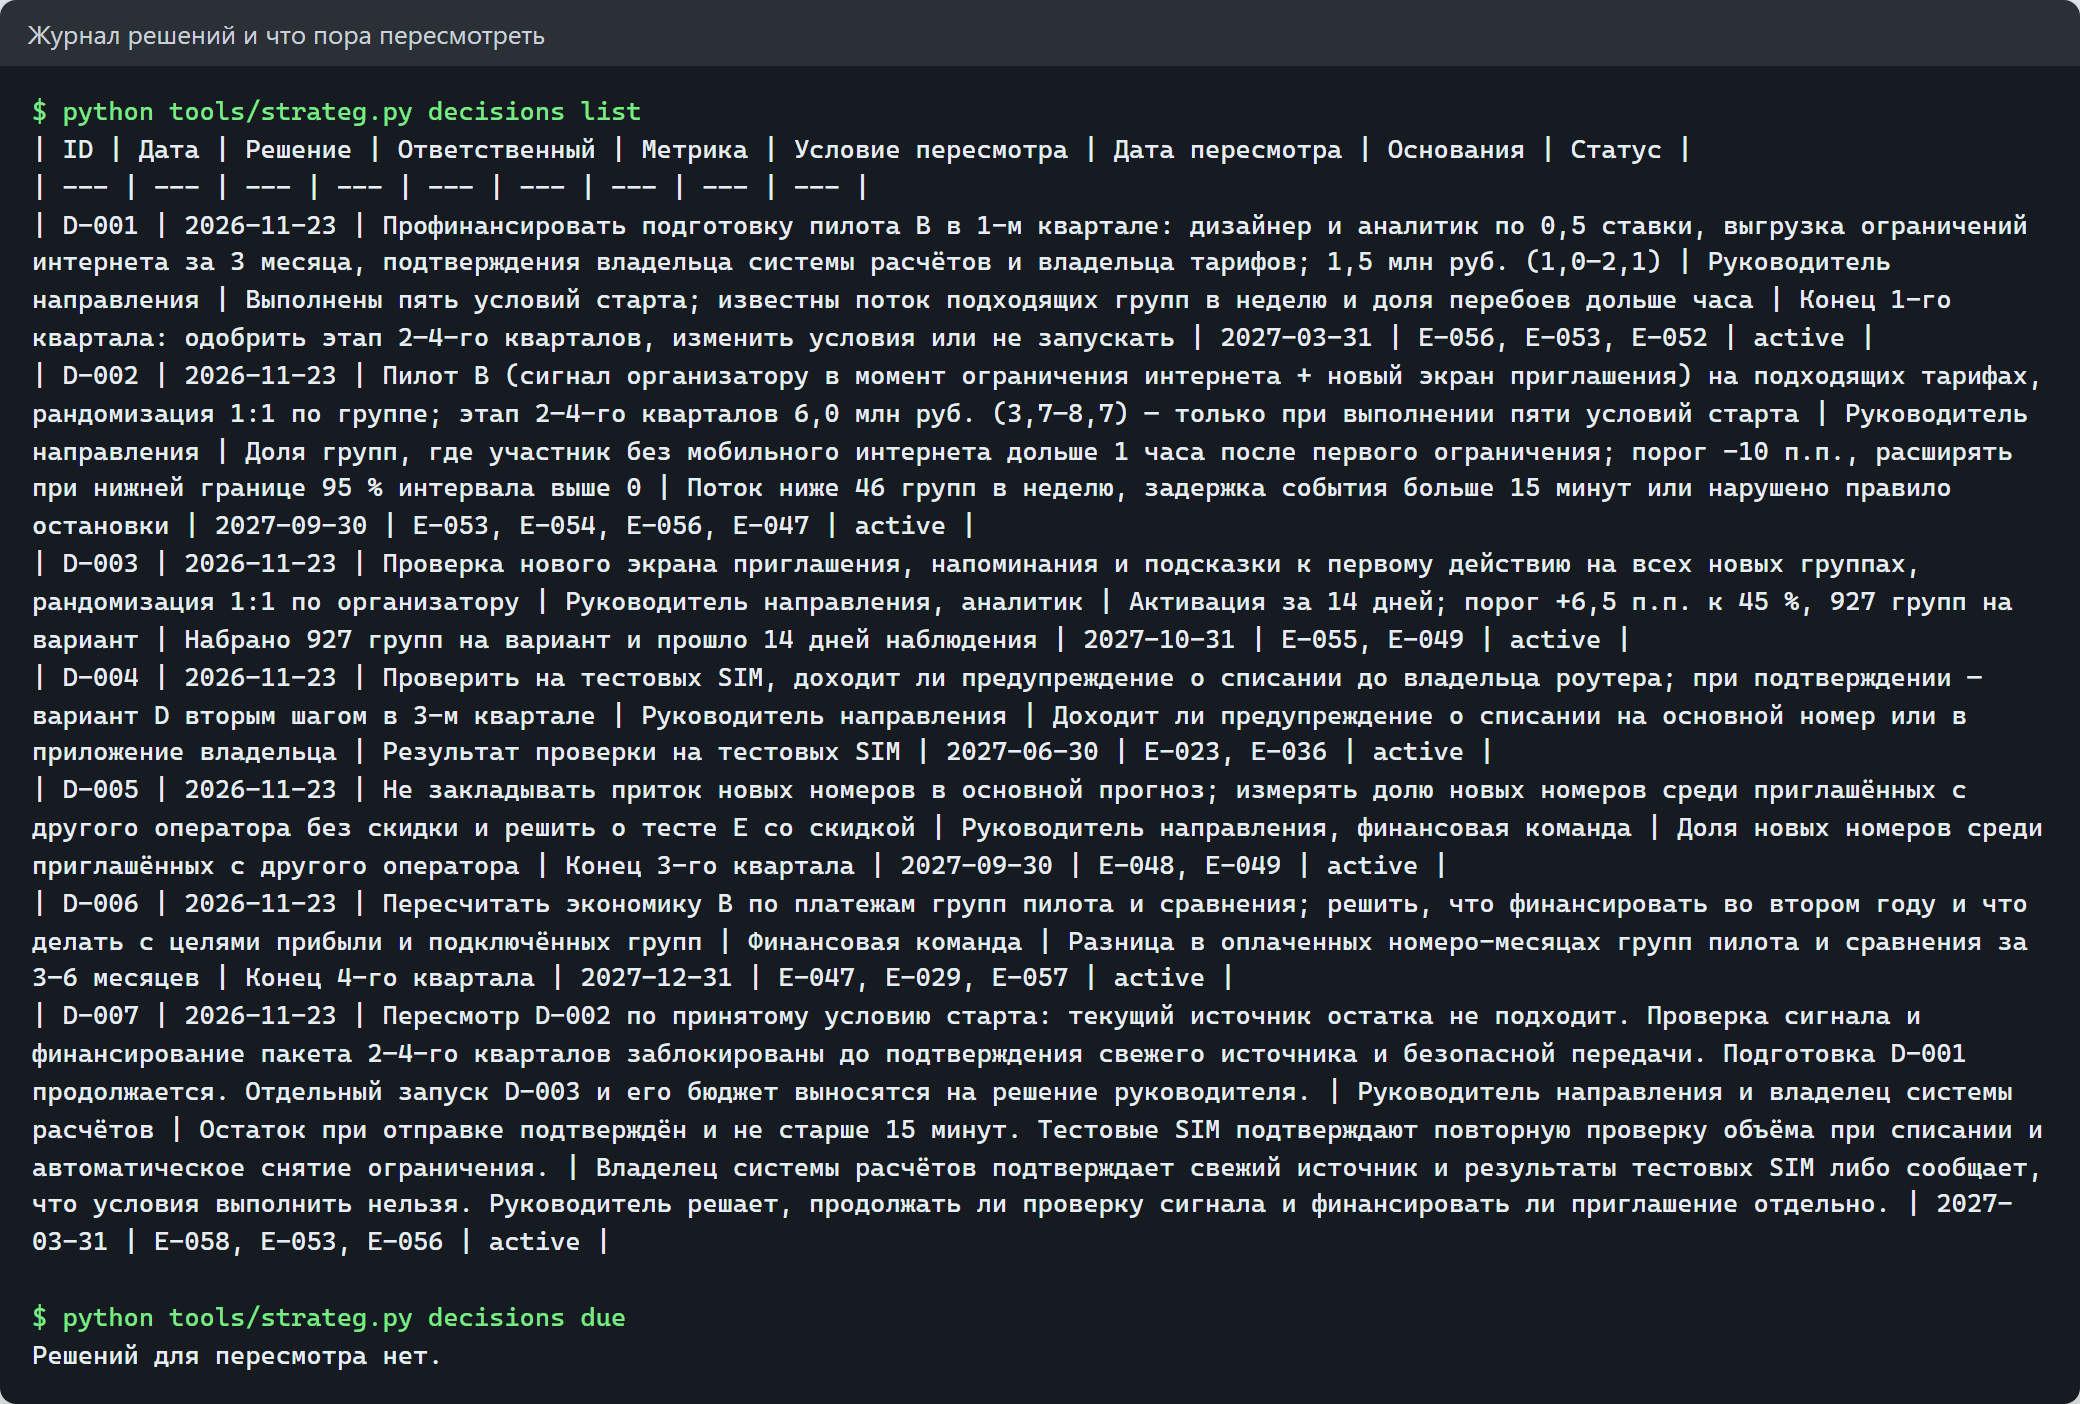 Журнал решений и что пора пересмотреть
$ python tools/strateg.py decisions list
| ID | Дата | Решение | Ответственный | Метрика | Условие пересмотра | Дата пересмотра | Основания | Статус |
| --- | --- | --- | --- | --- | --- | --- | --- | --- |
| D-001 | 2026-11-23 | Профинансировать подготовку пилота B в 1-м квартале: дизайнер и аналитик по 0,5 ставки, выгрузка ограничений
интернета за 3 месяца, подтверждения владельца системы расчётов и владельца тарифов; 1,5 млн руб. (1,0–2,1) | Руководитель
направления | Выполнены пять условий старта; известны поток подходящих групп в неделю и доля перебоев дольше часа | Конец 1-го
квартала: одобрить этап 2–4-го кварталов, изменить условия или не запускать | 2027-03-31 | E-056, E-053, E-052 | active |
| D-002 | 2026-11-23 | Пилот B (сигнал организатору в момент ограничения интернета + новый экран приглашения) на подходящих тарифах,
рандомизация 1:1 по группе; этап 2–4-го кварталов 6,0 млн руб. (3,7–8,7) — только при выполнении пяти условий старта | Руководитель
направления | Доля групп, где участник без мобильного интернета дольше 1 часа после первого ограничения; порог −10 п.п., расширять
при нижней границе 95 % интервала выше 0 | Поток ниже 46 групп в неделю, задержка события больше 15 минут или нарушено правило
остановки | 2027-09-30 | E-053, E-054, E-056, E-047 | active |
| D-003 | 2026-11-23 | Проверка нового экрана приглашения, напоминания и подсказки к первому действию на всех новых группах,
рандомизация 1:1 по организатору | Руководитель направления, аналитик | Активация за 14 дней; порог +6,5 п.п. к 45 %, 927 групп на
вариант | Набрано 927 групп на вариант и прошло 14 дней наблюдения | 2027-10-31 | E-055, E-049 | active |
| D-004 | 2026-11-23 | Проверить на тестовых SIM, доходит ли предупреждение о списании до владельца роутера; при подтверждении —
вариант D вторым шагом в 3-м квартале | Руководитель направления | Доходит ли предупреждение о списании на основной номер или в
приложение владельца | Результат проверки на тестовых SIM | 2027-06-30 | E-023, E-036 | active |
| D-005 | 2026-11-23 | Не закладывать приток новых номеров в основной прогноз; измерять долю новых номеров среди приглашённых с
другого оператора без скидки и решить о тесте E со скидкой | Руководитель направления, финансовая команда | Доля новых номеров среди
приглашённых с другого оператора | Конец 3-го квартала | 2027-09-30 | E-048, E-049 | active |
| D-006 | 2026-11-23 | Пересчитать экономику B по платежам групп пилота и сравнения; решить, что финансировать во втором году и что
делать с целями прибыли и подключённых групп | Финансовая команда | Разница в оплаченных номеро-месяцах групп пилота и сравнения за
3–6 месяцев | Конец 4-го квартала | 2027-12-31 | E-047, E-029, E-057 | active |
| D-007 | 2026-11-23 | Пересмотр D-002 по принятому условию старта: текущий источник остатка не подходит. Проверка сигнала и
финансирование пакета 2–4-го кварталов заблокированы до подтверждения свежего источника и безопасной передачи. Подготовка D-001
продолжается. Отдельный запуск D-003 и его бюджет выносятся на решение руководителя. | Руководитель направления и владелец системы
расчётов | Остаток при отправке подтверждён и не старше 15 минут. Тестовые SIM подтверждают повторную проверку объёма при списании и
автоматическое снятие ограничения. | Владелец системы расчётов подтверждает свежий источник и результаты тестовых SIM либо сообщает,
что условия выполнить нельзя. Руководитель решает, продолжать ли проверку сигнала и финансировать ли приглашение отдельно. | 2027-
03-31 | E-058, E-053, E-056 | active |
$ python tools/strateg.py decisions due
Решений для пересмотра нет.